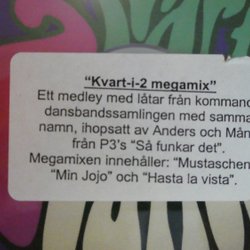 “Kvart-i-2 megamix”
Ett medley med låtar från kommand
dansbandssamlingen med samma
namn, ihopsatt av Anders och Mån
från P3’s “Så funkar det”.
Megamixen innehåller: “Mustaschen
“Min Jojo” och “Hasta la vista”.